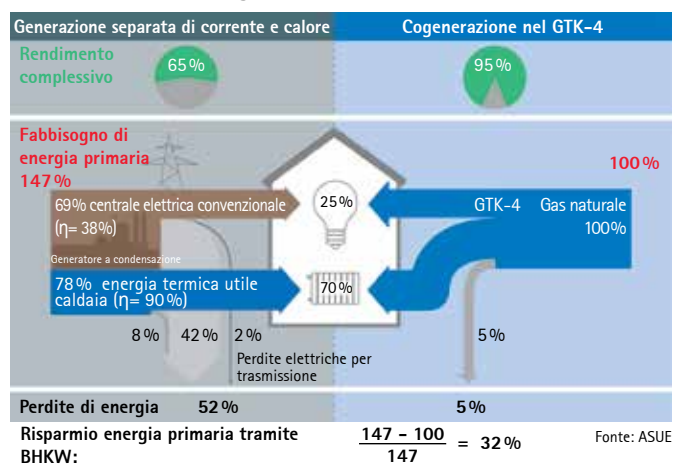 Generazione separata di corrente e calore
Cogenerazione nel GTK-4
Rendimento
complessivo
65%
95%
Fabbisogno di
energia primaria
147%
100%
69% centrale elettrica convenzionale
(η= 38%)
25%
GTK-4
Gas naturale
100%
Generatore a condensazione
78% energia termica utile
caldaia (η= 90%)
70%
8%
42%
2%
5%
Perdite elettriche per
trasmissione
Perdite di energia
52%
5%
Risparmio energia primaria tramite
BHKW:
147 - 100
147
= 32%
Fonte: ASUE